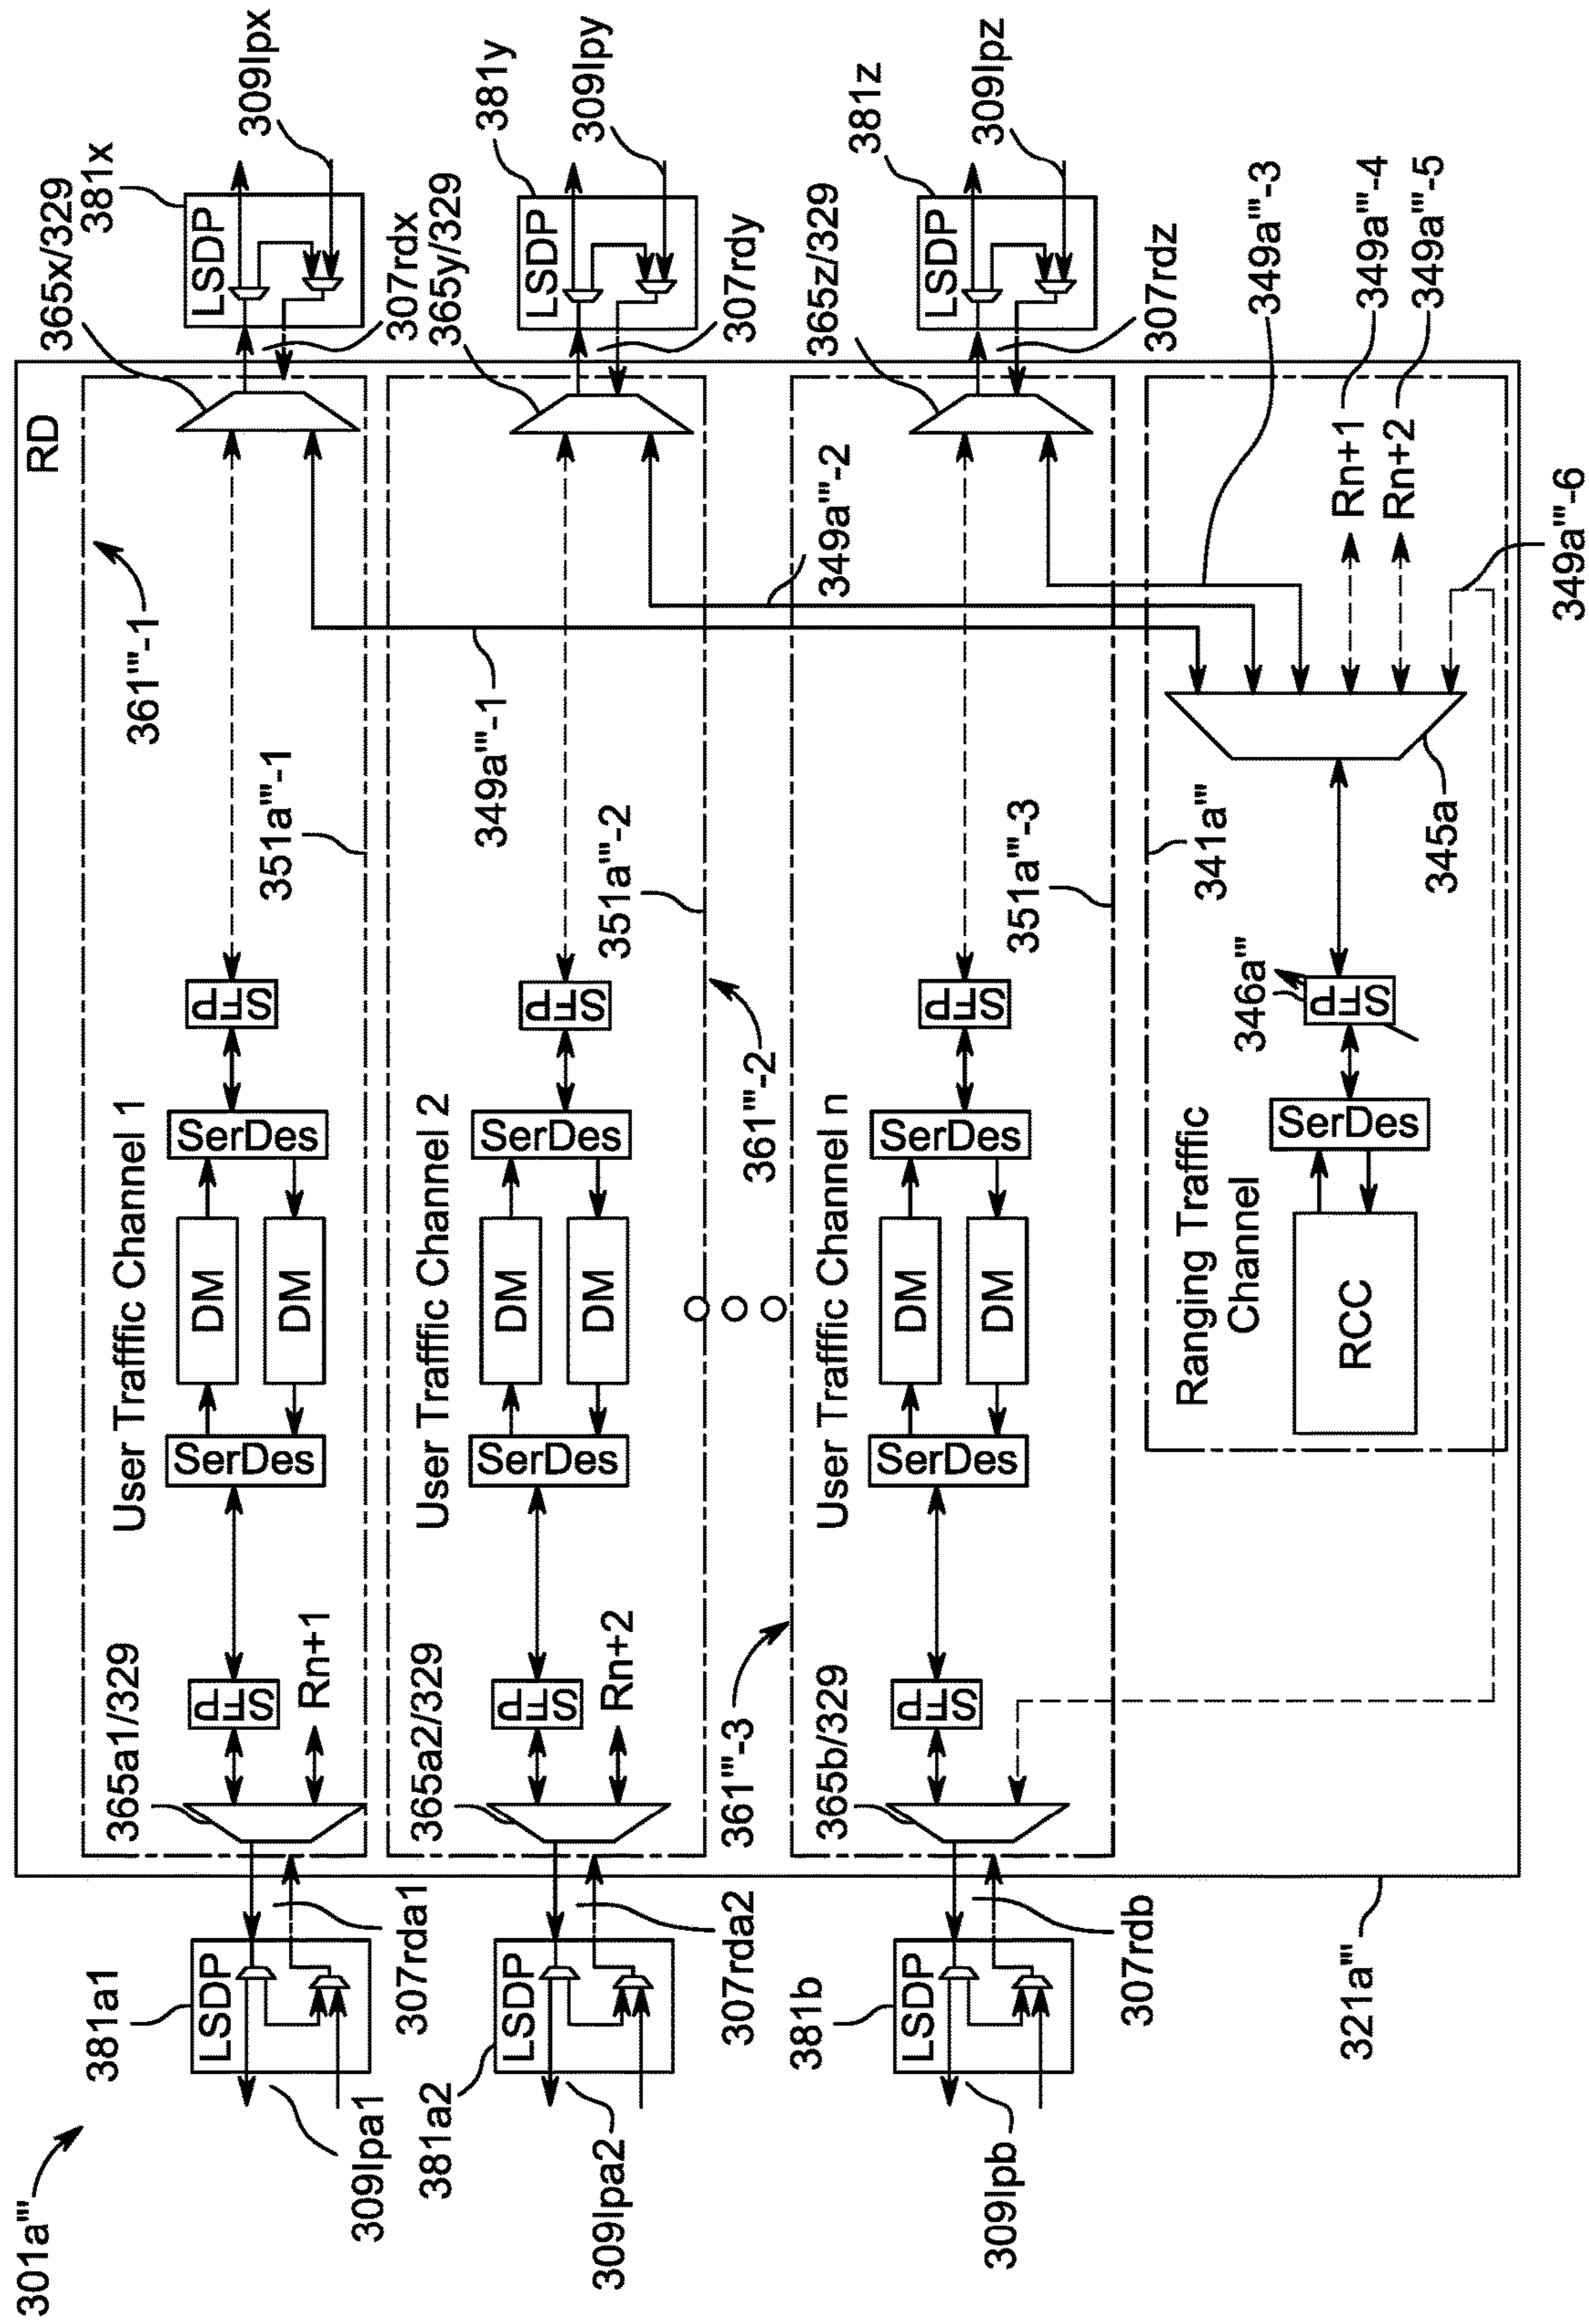 301a'''
RD
381a1
365a1/329
User Trafffic Channel 1
361'''-1
365x/329
381x
LSDP
SFP
SerDes
DM
SerDes
SFP
LSDP
309lpx
Rn+1
DM
351a'''-1
309lpa1
307rda1
307rdx
381a2
365a2/329
User Trafffic Channel 2
349a'''-1
365y/329
381y
LSDP
SFP
SerDes
DM
SerDes
SFP
LSDP
309lpy
Rn+2
DM
351a'''-2
309lpa2
307rda2
361'''-3
361'''-2
307rdy
381b
365b/329
User Trafffic Channel n
349a'''-2
365z/329
381z
LSDP
SFP
SerDes
DM
SerDes
SFP
LSDP
309lpz
DM
351a'''-3
309lpb
307rdb
307rdz
Ranging Trafffic
Channel
341a'''
346a'''
349a'''-3
RCC
SerDes
SFP
Rn+1
349a'''-4
Rn+2
349a'''-5
345a
321a'''
349a'''-6